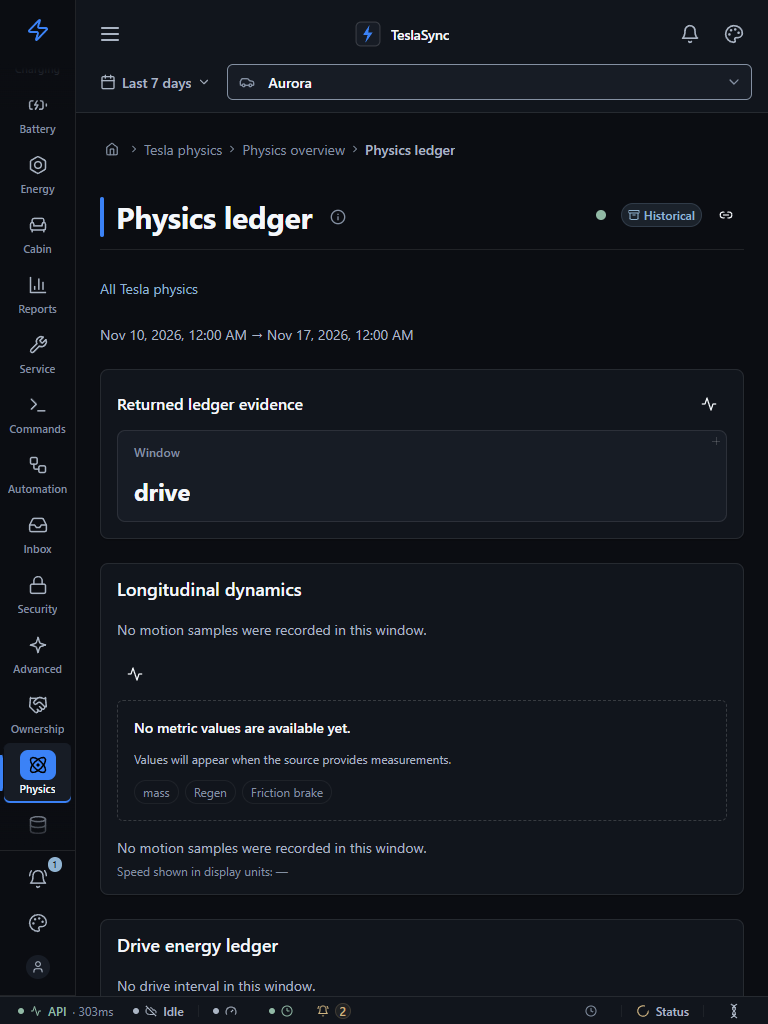 TeslaSync
Last 7 days
Aurora
Charging
Battery
Energy
Cabin
Reports
Service
Commands
Automation
Inbox
Security
Advanced
Ownership
Physics
1
Tesla physics > Physics overview > Physics ledger
Physics ledger
Historical
All Tesla physics
Nov 10, 2026, 12:00 AM → Nov 17, 2026, 12:00 AM
Returned ledger evidence
Window
drive
Longitudinal dynamics
No motion samples were recorded in this window.
No metric values are available yet.
Values will appear when the source provides measurements.
mass Regen Friction brake
No motion samples were recorded in this window.
Speed shown in display units: —
Drive energy ledger
No drive interval in this window.
API · 303ms Idle 2 Status